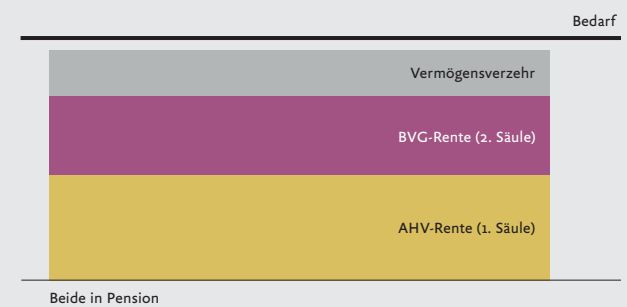 Bedarf
Vermögensverzehr
BVG-Rente (2. Säule)
AHV-Rente (1. Säule)
Beide in Pension